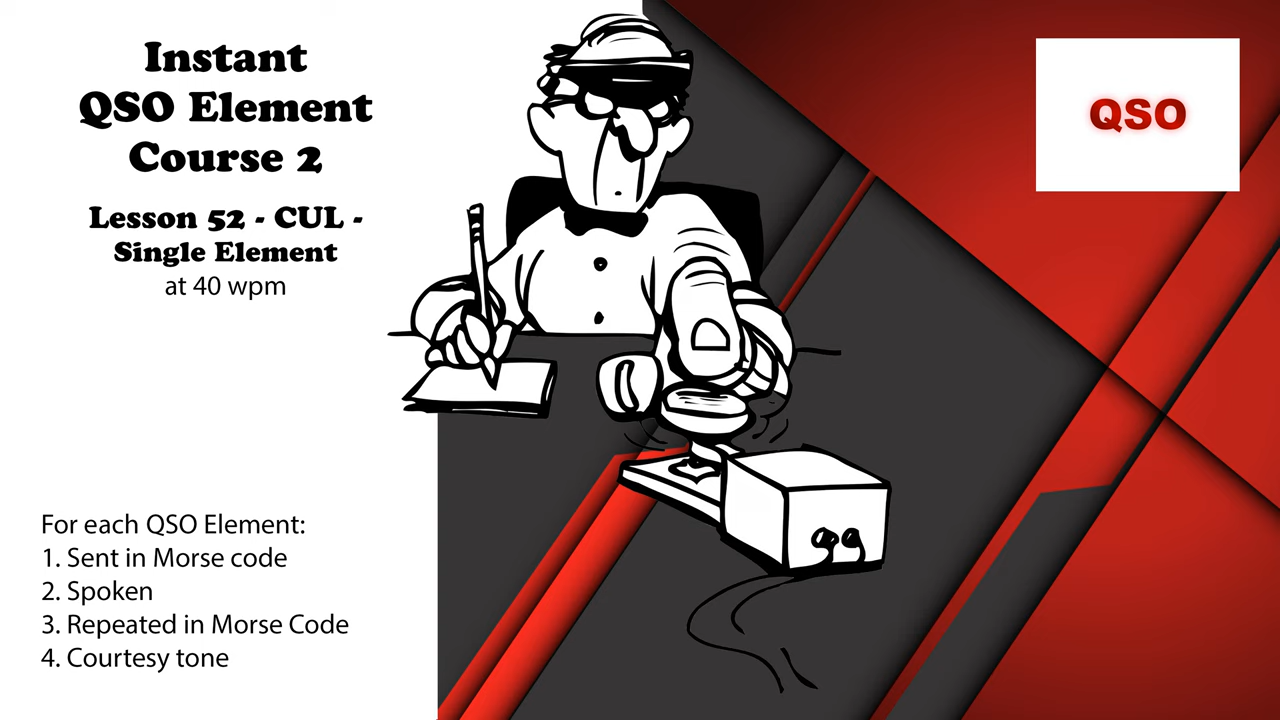 Instant
QSO Element
Course 2
Lesson 52 - CUL -
Single Element
at 40 wpm
QSO
For each QSO Element:
1. Sent in Morse code
2. Spoken
3. Repeated in Morse Code
4. Courtesy tone